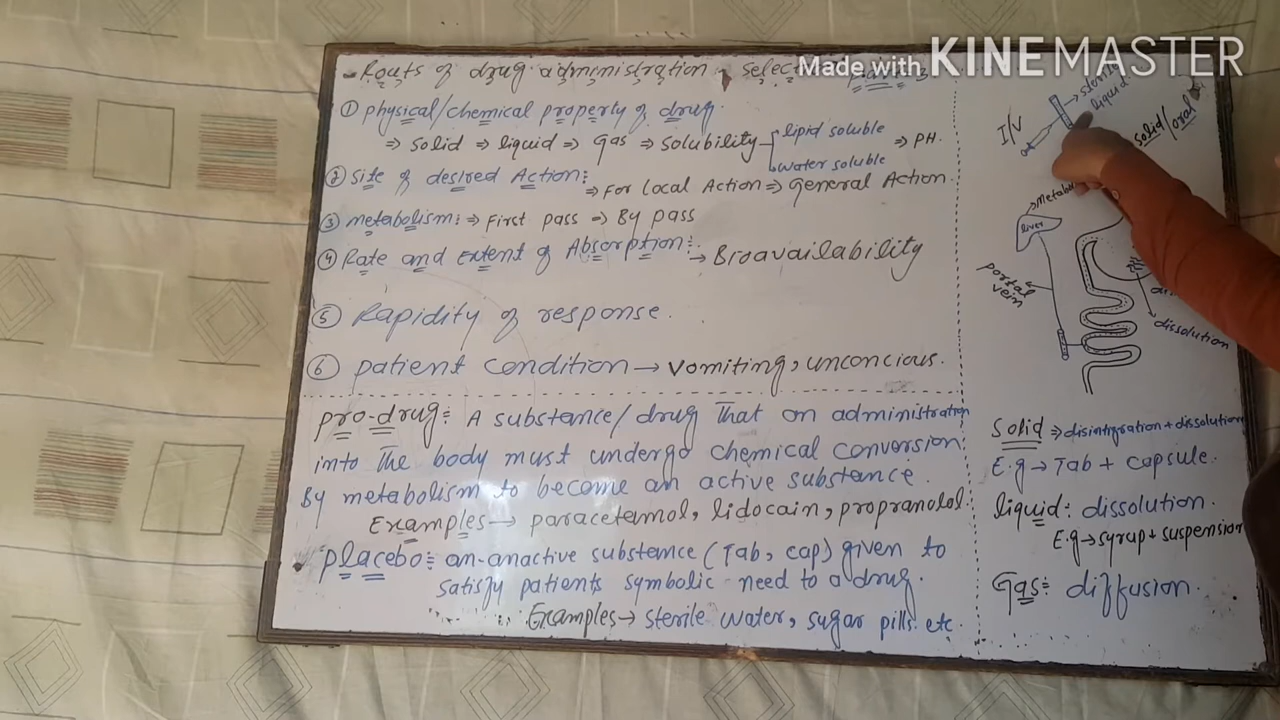 Routs of drug administration
Made with KINEMASTER
① physical/chemical property of drug.
⇒ solid ⇒ liquid ⇒ Gas ⇒ solubility lipid soluble ⇒ PH.
water soluble
② Site of desired Action: ⇒ For local Action ⇒ General Action.
③ metabolism: ⇒ First pass ⇒ By pass
④ Rate and Extent of Absorption: → Bioavailability
⑤ Rapidity of response.
⑥ patient condition → vomiting, unconcious.
pro-drug: A substance/drug That on administration
into The body must undergo chemical conversion
By metabolism to become an active substance.
Examples → paracetamol, lidocain, propranolol.
placebo: an-anactive substance (Tab, cap) given to
satisfy patients symbolic need to a drug.
Examples → sterile water, sugar pills etc.
I/V
liquid
solid/oral
liver
portal
vein
dissolution
Solid ⇒ disintigration + dissolution
E.g → Tab + capsule.
liquid: dissolution.
E.g → syrup + suspension
Gas: diffusion.